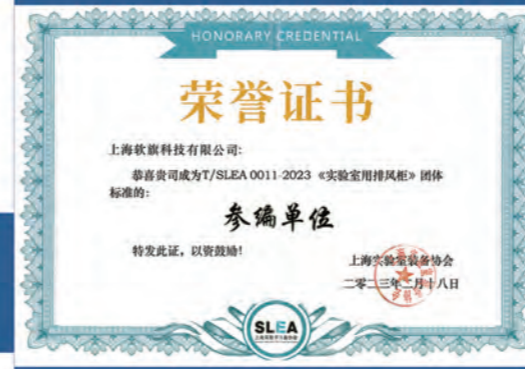 HONORARY CREDENTIAL
荣誉证书
上海软旗科技有限公司:
恭喜贵司成为T/SLEA 0011-2023 《实验室用排风柜》团体
标准的:
参编单位
特发此证，以资鼓励!
上海实验室装备协会
二零二三年二月十八日
SLEA